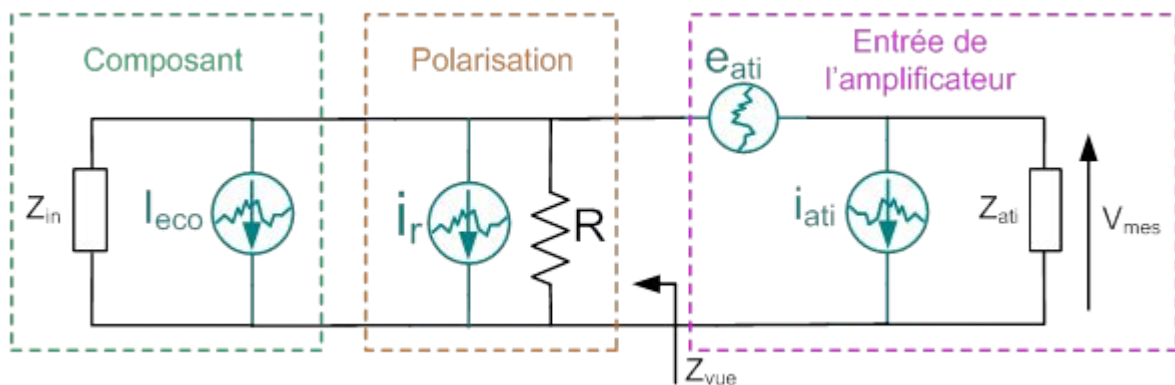 Composant
Polarisation
Entrée de
l'amplificateur
e_ati
Z_in
I_eco
i_r
R
i_ati
Z_ati
V_mes
Z_vue